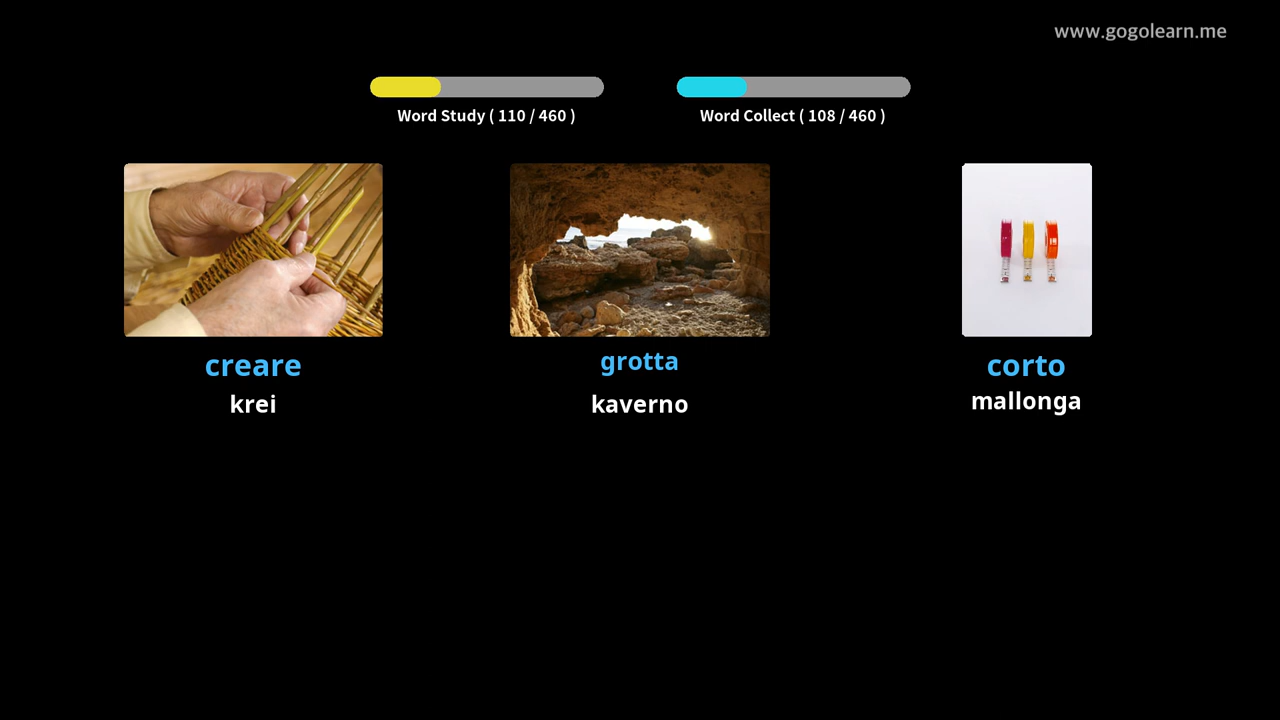 www.gogolearn.me
Word Study ( 110 / 460 )
Word Collect ( 108 / 460 )
creare
krei
grotta
kaverno
corto
mallonga